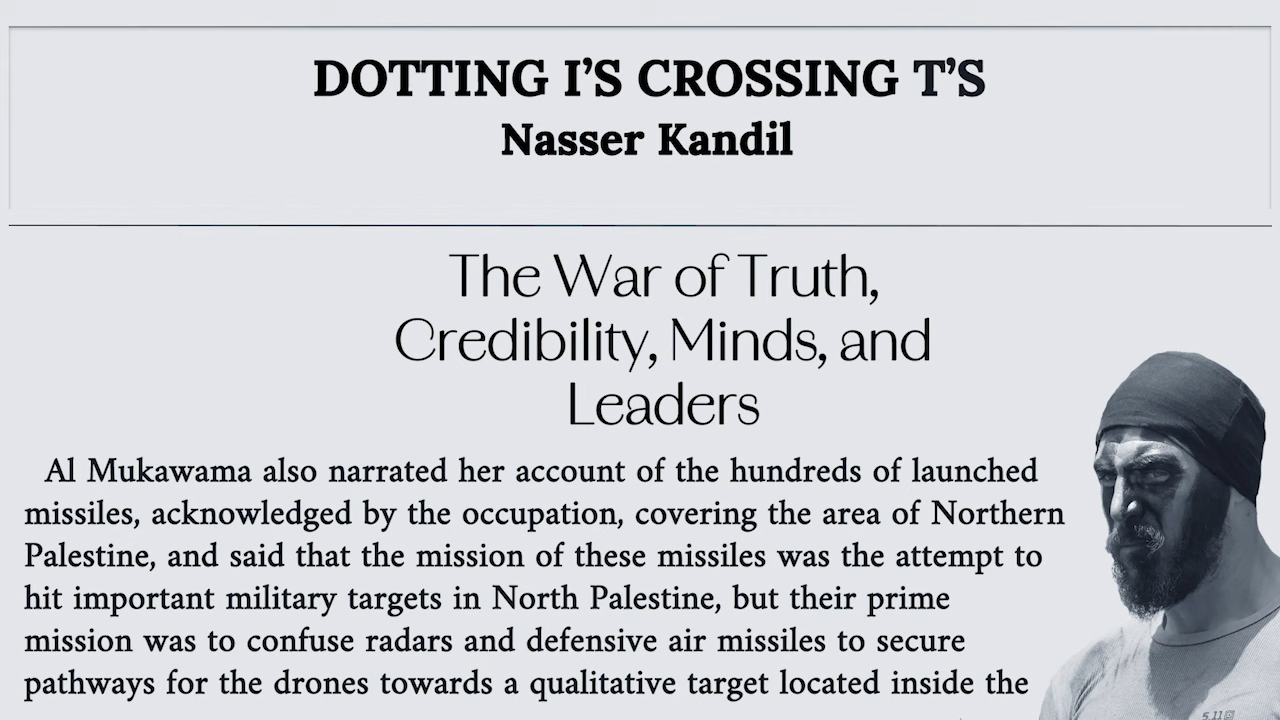 DOTTING I'S CROSSING T'S
Nasser Kandil
The War of Truth,
Credibility, Minds, and
Leaders
Al Mukawama also narrated her account of the hundreds of launched
missiles, acknowledged by the occupation, covering the area of Northern
Palestine, and said that the mission of these missiles was the attempt to
hit important military targets in North Palestine, but their prime
mission was to confuse radars and defensive air missiles to secure
pathways for the drones towards a qualitative target located inside the
5.11